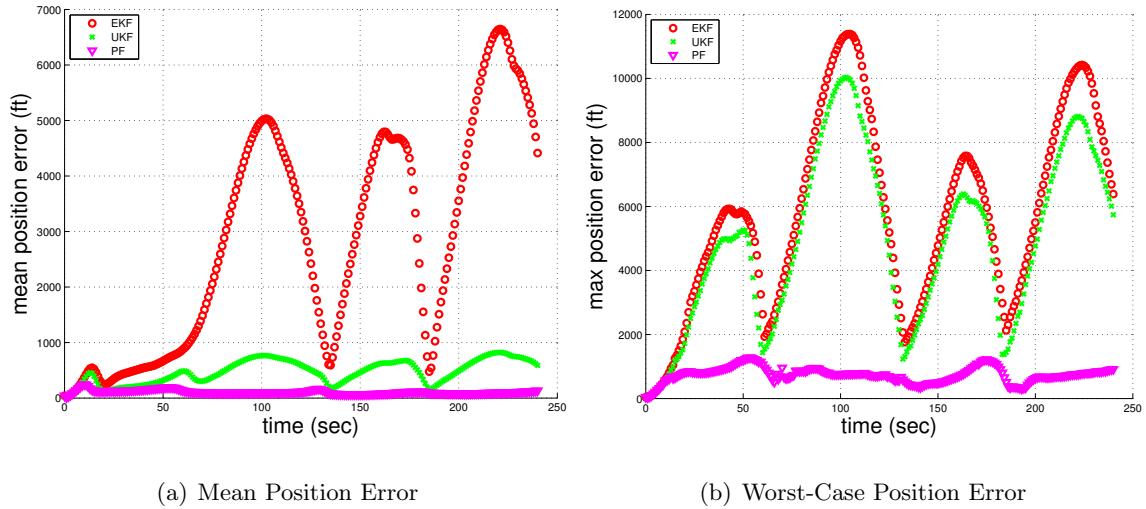 7000
6000
5000
4000
3000
2000
1000
0
mean position error (ft)
EKF
UKF
PF
0
50
100
150
200
250
time (sec)
(a) Mean Position Error
12000
10000
8000
6000
4000
2000
0
max position error (ft)
EKF
UKF
PF
0
50
100
150
200
250
time (sec)
(b) Worst-Case Position Error